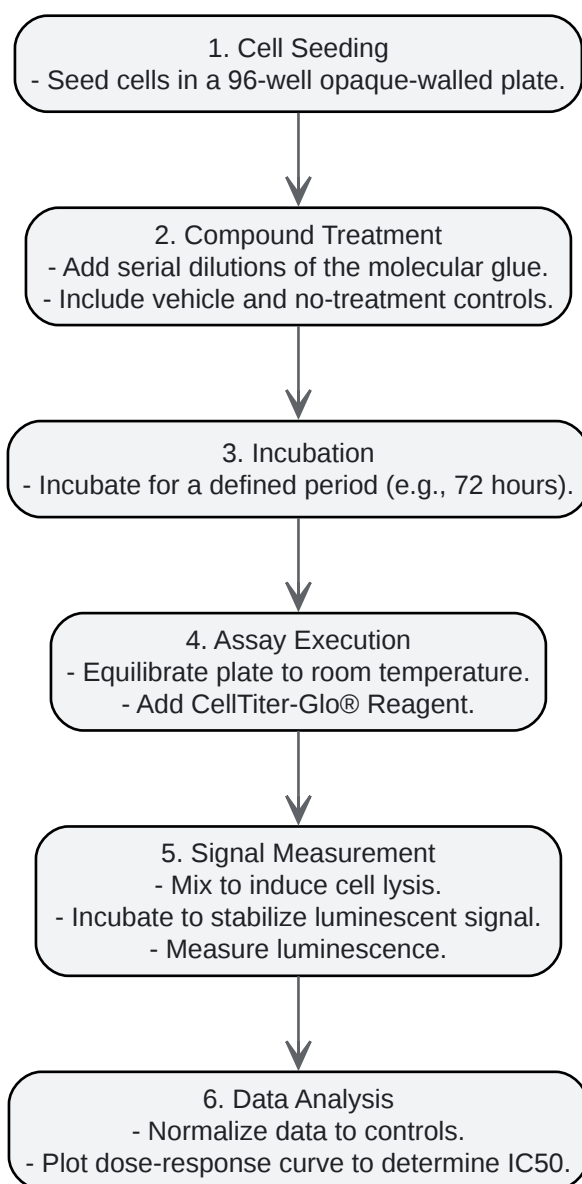 1. Cell Seeding
- Seed cells in a 96-well opaque-walled plate.
2. Compound Treatment
- Add serial dilutions of the molecular glue.
- Include vehicle and no-treatment controls.
3. Incubation
- Incubate for a defined period (e.g., 72 hours).
4. Assay Execution
- Equilibrate plate to room temperature.
- Add CellTiter-Glo® Reagent.
5. Signal Measurement
- Mix to induce cell lysis.
- Incubate to stabilize luminescent signal.
- Measure luminescence.
6. Data Analysis
- Normalize data to controls.
- Plot dose-response curve to determine IC50.